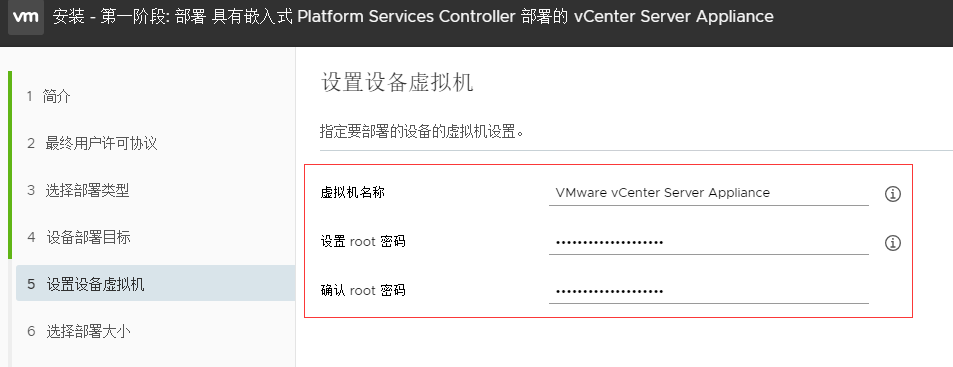 vm 安装 - 第一阶段: 部署 具有嵌入式 Platform Services Controller 部署的 vCenter Server Appliance
1 简介
2 最终用户许可协议
3 选择部署类型
4 设备部署目标
5 设置设备虚拟机
6 选择部署大小
设置设备虚拟机
指定要部署的设备的虚拟机设置。
虚拟机名称 VMware vCenter Server Appliance
设置 root 密码 ••••••••••••••••••••
确认 root 密码 ••••••••••••••••••••